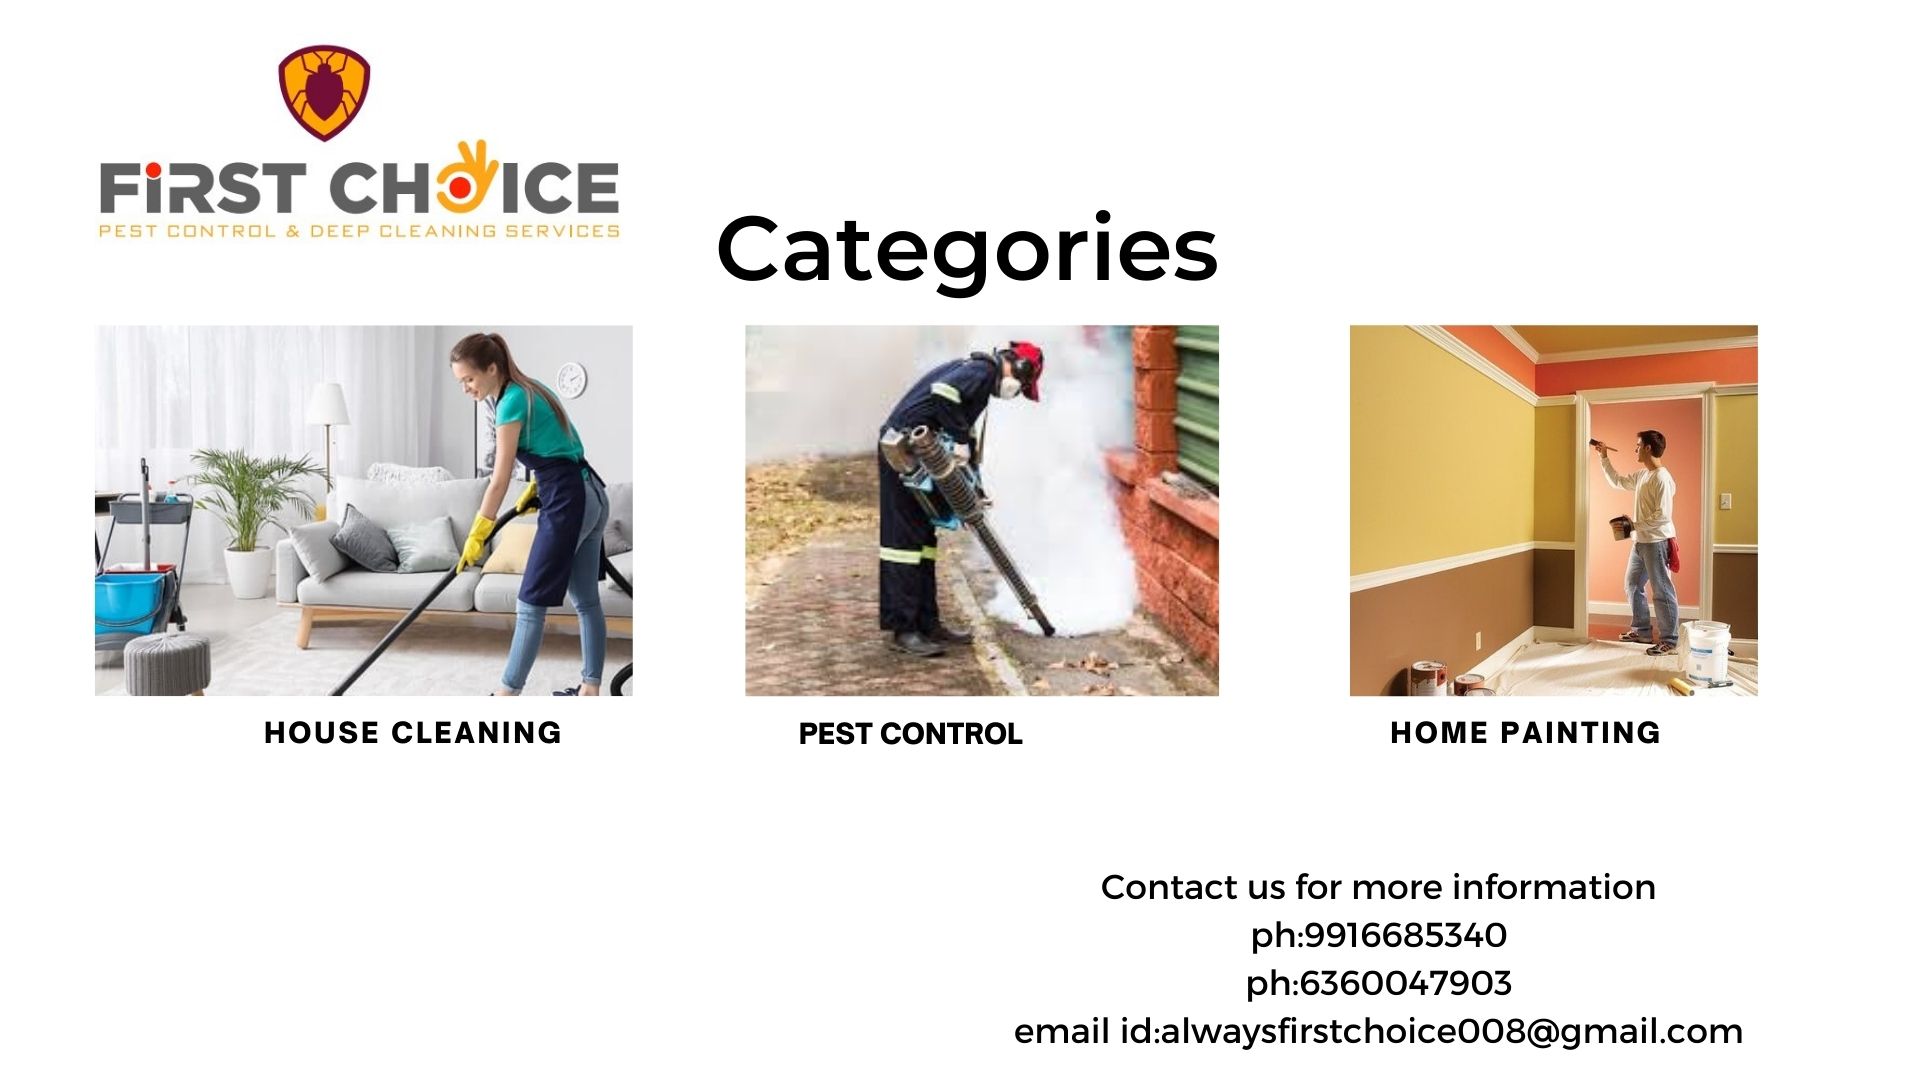 FiRST CHOICE
PEST CONTROL & DEEP CLEANING SERVICES
Categories
HOUSE CLEANING
PEST CONTROL
HOME PAINTING
Contact us for more information
ph:9916685340
ph:6360047903
email id:alwaysfirstchoice008@gmail.com